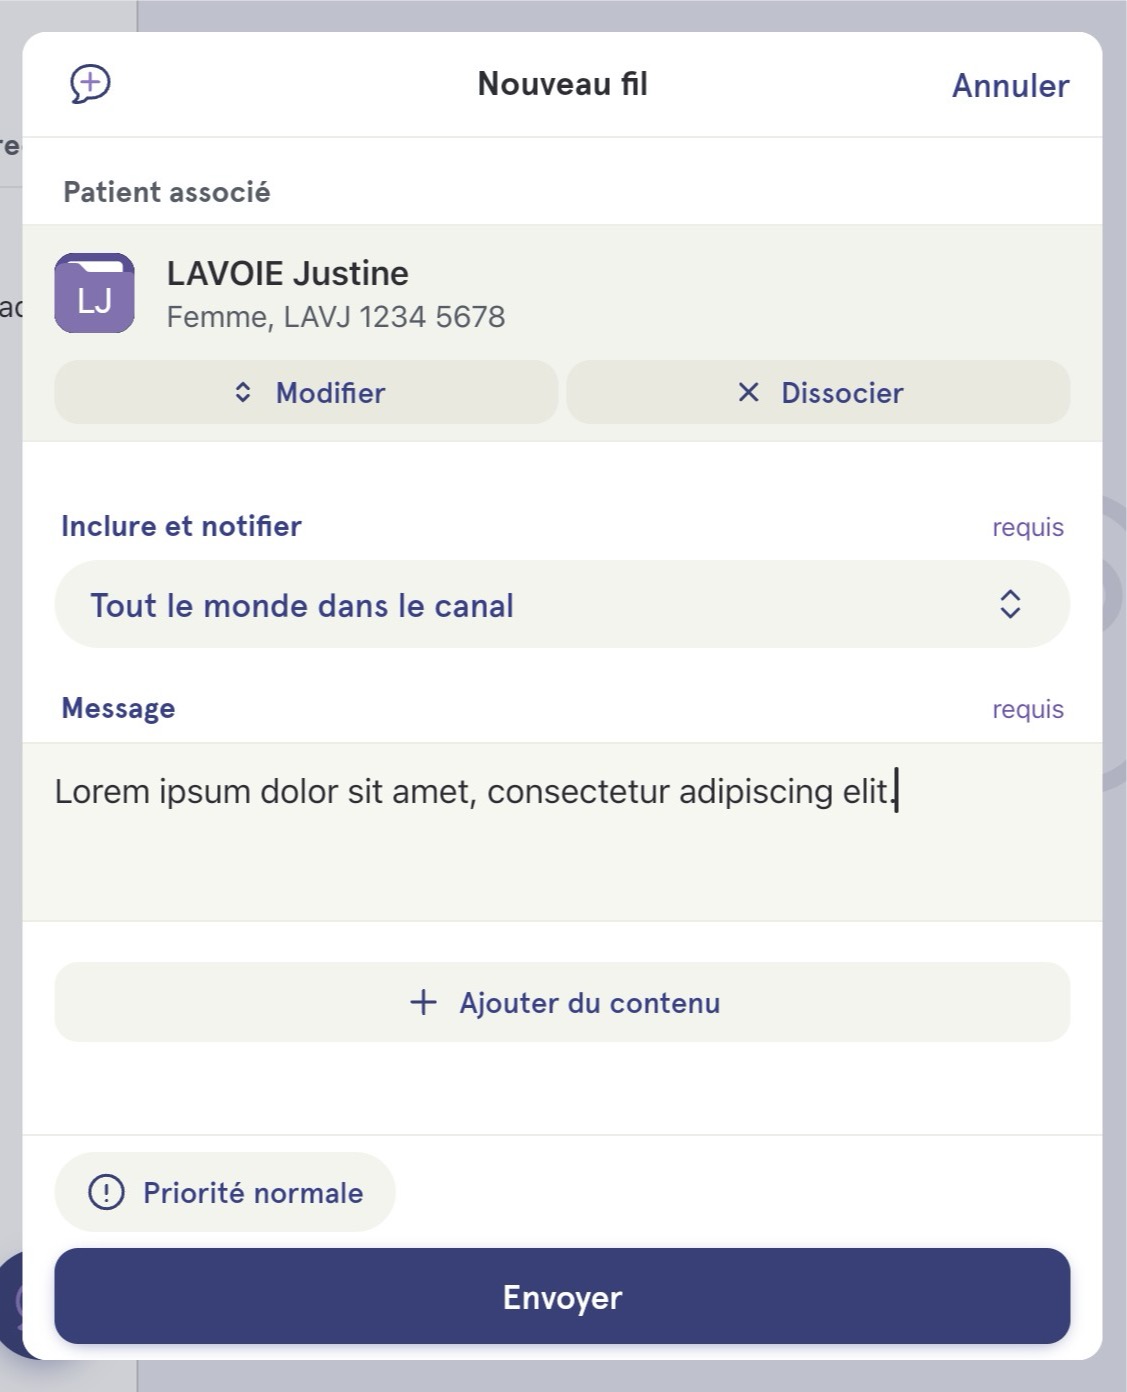 Nouveau fil
Annuler
Patient associé
LJ
LAVOIE Justine
Femme, LAVJ 1234 5678
Modifier
Dissocier
Inclure et notifier
requis
Tout le monde dans le canal
Message
requis
Lorem ipsum dolor sit amet, consectetur adipiscing elit.
Ajouter du contenu
Priorité normale
Envoyer